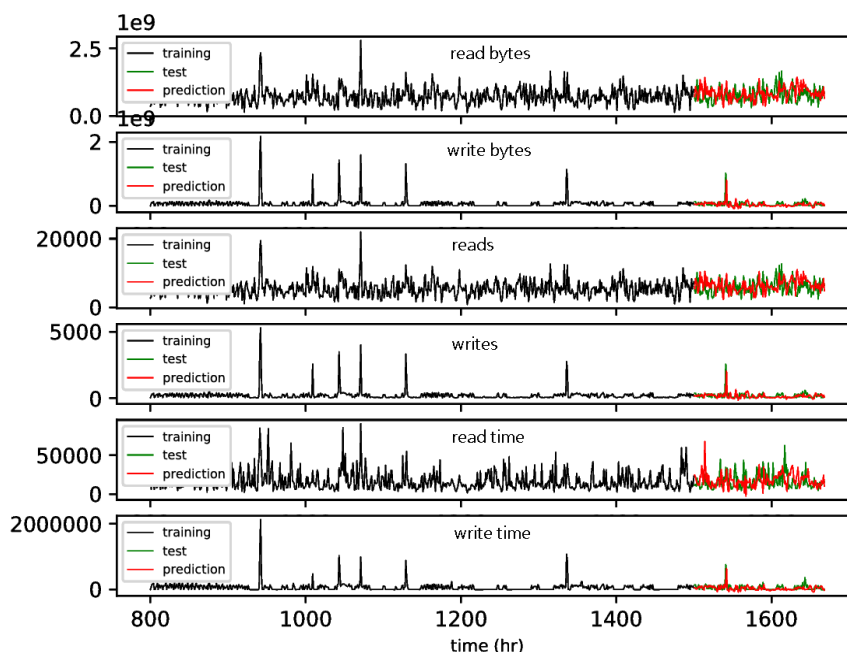 1e9
2.5
0.0
training
test
prediction
read bytes
1e9
2
0
training
test
prediction
write bytes
20000
0
training
test
prediction
reads
5000
0
training
test
prediction
writes
50000
0
training
test
prediction
read time
2000000
0
training
test
prediction
write time
800 1000 1200 1400 1600
time (hr)